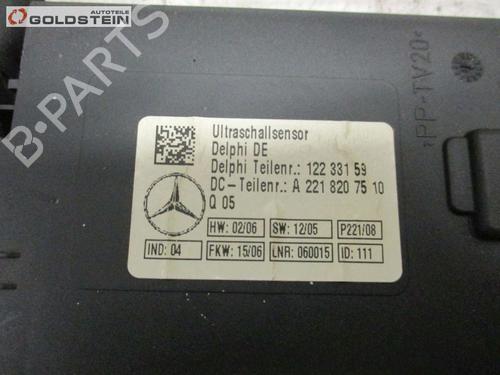 AUTOTEILE
GOLDSTEIN
>PP-TV20<
Ultraschallsensor
Delphi DE
Delphi Teilenr.: 122 331 59
DC-Teilenr.: A 221 820 75 10
Q 05
HW: 02/06 SW: 12/05 P221/08
IND: 04 FKW: 15/06 LNR: 060015 ID: 111
B-PARTS